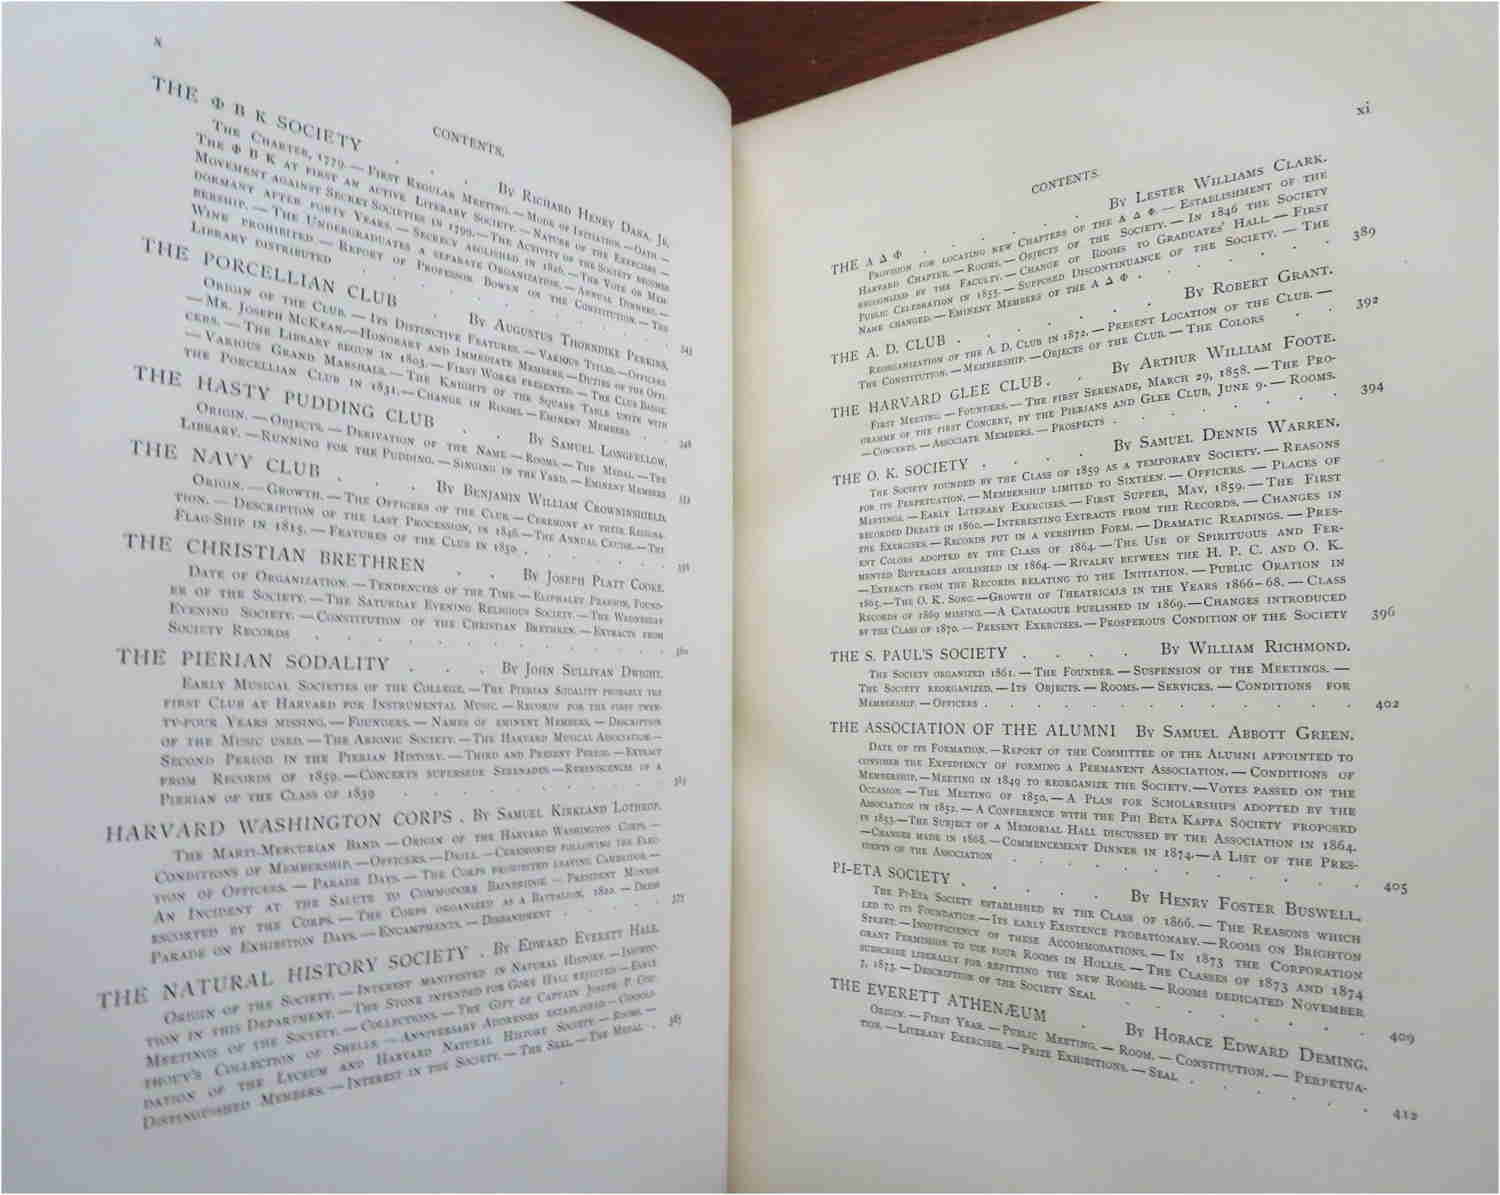 x
CONTENTS.
THE Φ B K SOCIETY . . . By Richard Henry Dana, Jr.
The Charter, 1779. — First Regular Meeting. — Mode of Initiation. — Oath. —
The Φ B K at first an active Literary Society. — Nature of the Exercises. —
Movement against Secret Societies in 1799. — The Activity of the Society becomes
dormant after forty Years. — Secrecy abolished in 1826. — The Vote on Mem-
bership. — The Undergraduates a separate Organization. — Annual Dinners. —
Wine prohibited. — Report of Professor Bowen on the Constitution. — The
Library distributed . . . . . . . . 341
THE PORCELLIAN CLUB . . By Augustus Thorndike Perkins.
Origin of the Club. — Its Distinctive Features. — Various Titles. — Officers.
— Mr. Joseph McKean. — Honorary and Immediate Members. — Duties of the Offi-
cers. — The Library begun in 1803. — First Works presented. — The Club Badge.
— Various Grand Marshals. — The Knights of the Square Table unite with
the Porcellian Club in 1831. — Change in Rooms. — Eminent Members . . 348
THE HASTY PUDDING CLUB . . By Samuel Longfellow.
Origin. — Objects. — Derivation of the Name. — Rooms. — The Medal. — The
Library. — Running for the Pudding. — Singing in the Yard. — Eminent Members
THE NAVY CLUB . . . . By Benjamin William Crowninshield.
Origin. — Growth. — The Officers of the Club. — Ceremony at their Resigna-
tion. — Description of the last Procession, in 1846. — The Annual Cruise. — The
Flag-Ship in 1815. — Features of the Club in 1850 . . . . . .
THE CHRISTIAN BRETHREN . . By Joseph Platt Cooke.
Date of Organization. — Tendencies of the Time. — Eliphalet Pearson, Found-
er of the Society. — The Saturday Evening Religious Society. — The Wednesday
Evening Society. — Constitution of the Christian Brethren. — Extracts from
Society Records . . . . . . . . . 360
THE PIERIAN SODALITY . . . By John Sullivan Dwight.
Early Musical Societies of the College. — The Pierian Sodality probably the
first Club at Harvard for Instrumental Music. — Records for the first twen-
ty-four Years missing. — Founders. — Names of eminent Members. — Description
of the Music used. — The Arionic Society. — The Harvard Musical Association. —
Second Period in the Pierian History. — Third and Present Period. — Extract
from Records of 1859. — Concerts supersede Serenades. — Reminiscences of a
Pierian of the Class of 1839 . . . . . . . 363
HARVARD WASHINGTON CORPS . By Samuel Kirkland Lothrop.
The Marti-Mercurian Band. — Origin of the Harvard Washington Corps. —
Conditions of Membership. — Officers. — Drill. — Ceremonies following the Elec-
tion of Officers. — Parade Days. — The Corps prohibited leaving Cambridge. —
An Incident at the Salute to Commodore Bainbridge. — President Monroe
escorted by the Corps. — The Corps organized as a Battalion, 1820. — Dress
Parade on Exhibition Days. — Encampments. — Disbandment . . . . . 375
THE NATURAL HISTORY SOCIETY . By Edward Everett Hale.
Origin of the Society. — Interest manifested in Natural History. — Instruc-
tion in this Department. — The Stone intended for Gore Hall rejected. — Early
Meetings of the Society. — Collections. — The Gift of Captain Joseph P. Cou-
thouy's Collection of Shells. — Anniversary Addresses established. — Consoli-
dation of the Lyceum and Harvard Natural History Society. — Rooms. —
Distinguished Members. — Interest in the Society. — The Seal. — The Medal . 385
xi
CONTENTS.
THE Α Δ Φ . . . . . . By Lester Williams Clark.
Provision for locating new Chapters of the Α Δ Φ. — Establishment of the
Harvard Chapter. — Rooms. — Objects of the Society. — In 1846 the Society
recognized by the Faculty. — Change of Rooms to Graduates' Hall. — First
Public Celebration in 1855. — Supposed Discontinuance of the Society. — The
Name changed. — Eminent Members of the Α Δ Φ . . . . . . . 389
THE A. D. CLUB . . . . . . By Robert Grant.
Reorganization of the A. D. Club in 1872. — Present Location of the Club. —
The Constitution. — Membership. — Objects of the Club. — The Colors . . 392
THE HARVARD GLEE CLUB . . By Arthur William Foote.
First Meeting. — Founders. — The first Serenade, March 29, 1858. — The Pro-
gramme of the first Concert, by the Pierians and Glee Club, June 9. — Rooms.
— Concerts. — Associate Members. — Prospects . . . . . . . 394
THE O. K. SOCIETY . . . . By Samuel Dennis Warren.
The Society founded by the Class of 1859 as a temporary Society. — Reasons
for its Perpetuation. — Membership limited to Sixteen. — Officers. — Places of
Meetings. — Early Literary Exercises. — First Supper, May, 1859. — The First
recorded Debate in 1860. — Interesting Extracts from the Records. — Changes in
the Exercises. — Records put in a versified Form. — Dramatic Readings. — Pres-
ent Colors adopted by the Class of 1864. — The Use of Spirituous and Fer-
mented Beverages abolished in 1864. — Rivalry between the H. P. C. and O. K.
— Extracts from the Records relating to the Initiation. — Public Oration in
1865. — The O. K. Song. — Growth of Theatricals in the Years 1866–68. — Class
Records of 1869 missing. — A Catalogue published in 1869. — Changes introduced
by the Class of 1870. — Present Exercises. — Prosperous Condition of the Society 396
THE S. PAUL'S SOCIETY . . . . By William Richmond.
The Society organized 1861. — The Founder. — Suspension of the Meetings. —
The Society reorganized. — Its Objects. — Rooms. — Services. — Conditions for
Membership. — Officers . . . . . . . . . . 402
THE ASSOCIATION OF THE ALUMNI By Samuel Abbott Green.
Date of its Formation. — Report of the Committee of the Alumni appointed to
consider the Expediency of forming a Permanent Association. — Conditions of
Membership. — Meeting in 1849 to reorganize the Society. — Votes passed on the
Occasion. — The Meeting of 1850. — A Plan for Scholarships adopted by the
Association in 1852. — A Conference with the Phi Beta Kappa Society proposed
in 1853. — The Subject of a Memorial Hall discussed by the Association in 1864.
— Changes made in 1868. — Commencement Dinner in 1874. — A List of the Pres-
idents of the Association . . . . . . . . . 405
PI-ETA SOCIETY . . . . . By Henry Foster Buswell.
The Pi-Eta Society established by the Class of 1866. — The Reasons which
led to its Foundation. — Its early Existence probationary. — Rooms on Brighton
Street. — Insufficiency of these Accommodations. — In 1873 the Corporation
grant Permission to use four Rooms in Hollis. — The Classes of 1873 and 1874
subscribe liberally for refitting the new Rooms. — Rooms dedicated November
7, 1873. — Description of the Society Seal . . . . . . . 409
THE EVERETT ATHENÆUM . By Horace Edward Deming.
Origin. — First Year. — Public Meeting. — Room. — Constitution. — Perpetua-
tion. — Literary Exercises. — Prize Exhibitions. — Seal . . . . . 412